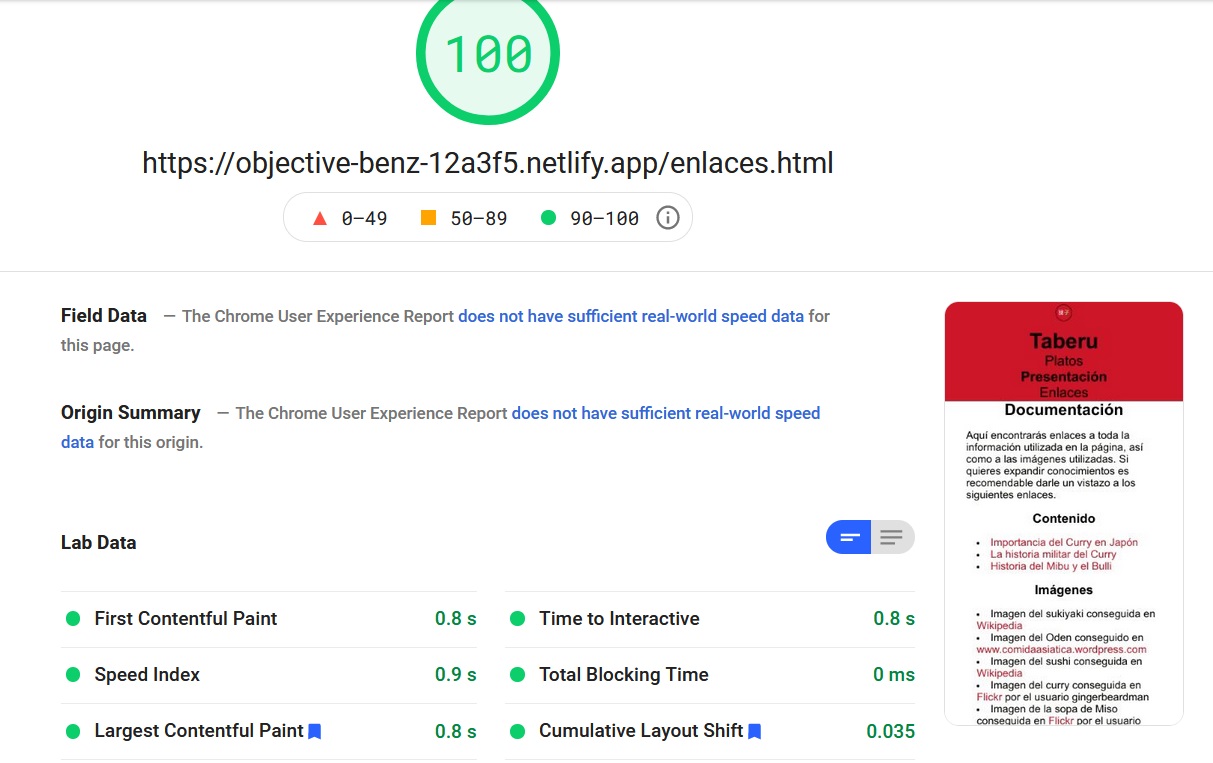 100
https://objective-benz-12a3f5.netlify.app/enlaces.html
0–49 50–89 90–100
Field Data — The Chrome User Experience Report does not have sufficient real-world speed data for
this page.
Origin Summary — The Chrome User Experience Report does not have sufficient real-world speed
data for this origin.
Lab Data
First Contentful Paint 0.8 s
Time to Interactive 0.8 s
Speed Index 0.9 s
Total Blocking Time 0 ms
Largest Contentful Paint 0.8 s
Cumulative Layout Shift 0.035
Taberu
Platos
Presentación
Enlaces
Documentación
Aquí encontrarás enlaces a toda la
información utilizada en la página, así
como a las imágenes utilizadas. Si
quieres expandir conocimientos es
recomendable darle un vistazo a los
siguientes enlaces.
Contenido
• Importancia del Curry en Japón
• La historia militar del Curry
• Historia del Mibu y el Bulli
Imágenes
• Imagen del sukiyaki conseguida en
Wikipedia
• Imagen del Oden conseguido en
www.comidaasiatica.wordpress.com
• Imagen del sushi conseguida en
Wikipedia
• Imagen del curry conseguida en
Flickr por el usuario gingerbeardman
• Imagen de la sopa de Miso
conseguida en Flickr por el usuario